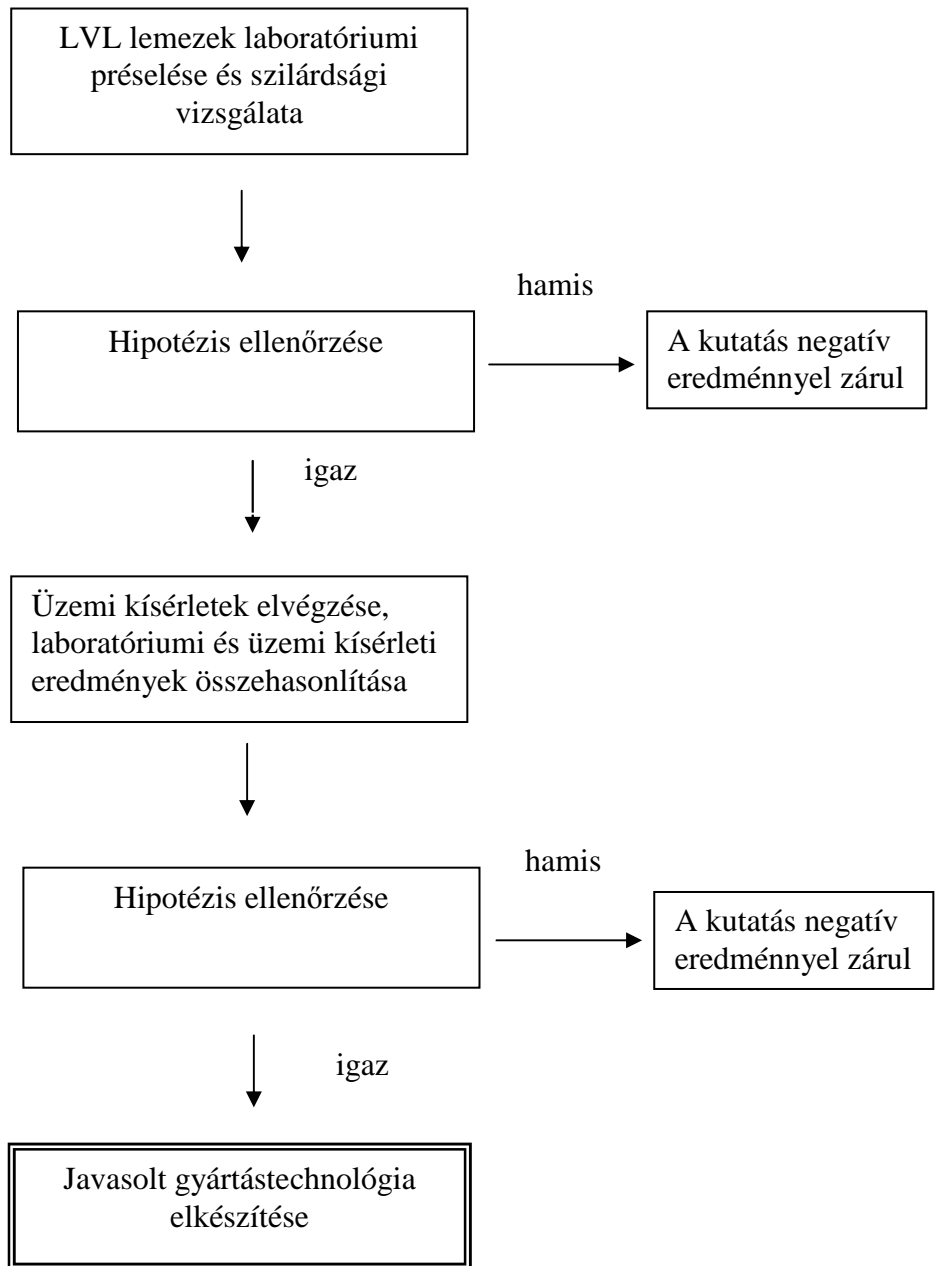 LVL lemezek laboratóriumi
préselése és szilárdsági
vizsgálata
hamis
Hipotézis ellenőrzése
A kutatás negatív
eredménnyel zárul
igaz
Üzemi kísérletek elvégzése,
laboratóriumi és üzemi kísérleti
eredmények összehasonlítása
hamis
Hipotézis ellenőrzése
A kutatás negatív
eredménnyel zárul
igaz
Javasolt gyártástechnológia
elkészítése